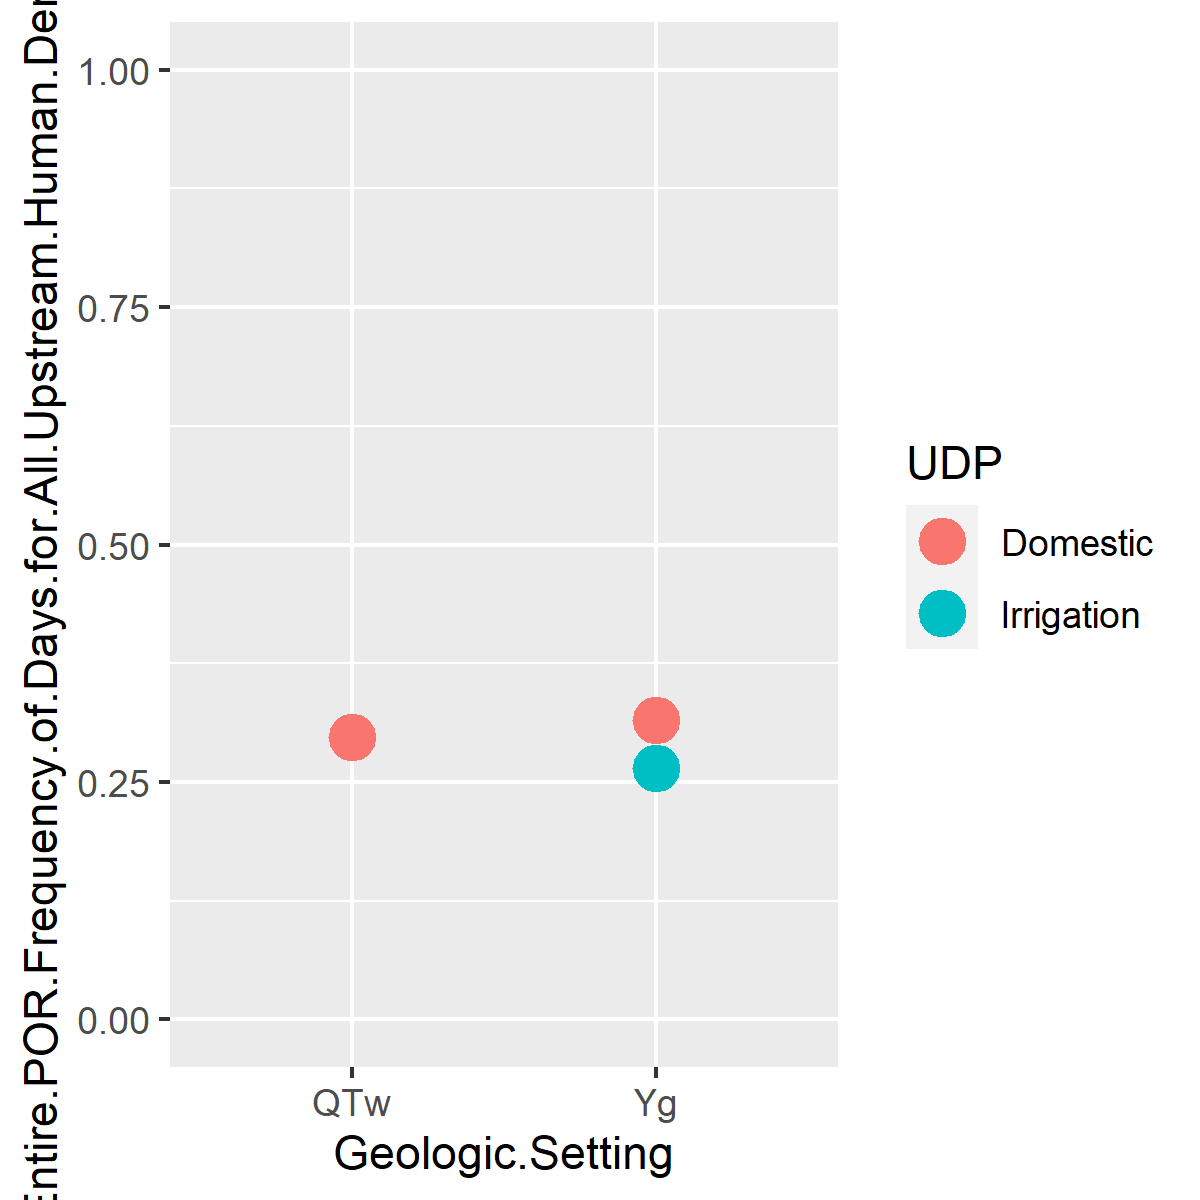 Entire.POR.Frequency.of.Days.for.All.Upstream.Human.Der
1.00
0.75
0.50
0.25
0.00
QTw
Yg
Geologic.Setting
UDP
Domestic
Irrigation